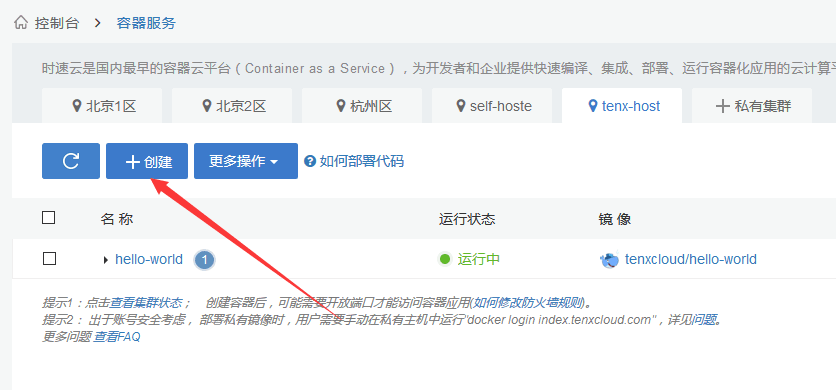 控制台 > 容器服务
时速云是国内最早的容器云平台（Container as a Service），为开发者和企业提供快速编译、集成、部署、运行容器化应用的云计算平
北京1区 北京2区 杭州区 self-hoste tenx-host 私有集群
创建 更多操作 如何部署代码
名 称 运行状态 镜 像
hello-world 1 运行中 tenxcloud/hello-world
提示1：点击查看集群状态； 创建容器后，可能需要开放端口才能访问容器应用(如何修改防火墙规则)。
提示2： 出于账号安全考虑， 部署私有镜像时，用户需要手动在私有主机中运行"docker login index.tenxcloud.com"，详见问题。
更多问题 查看FAQ